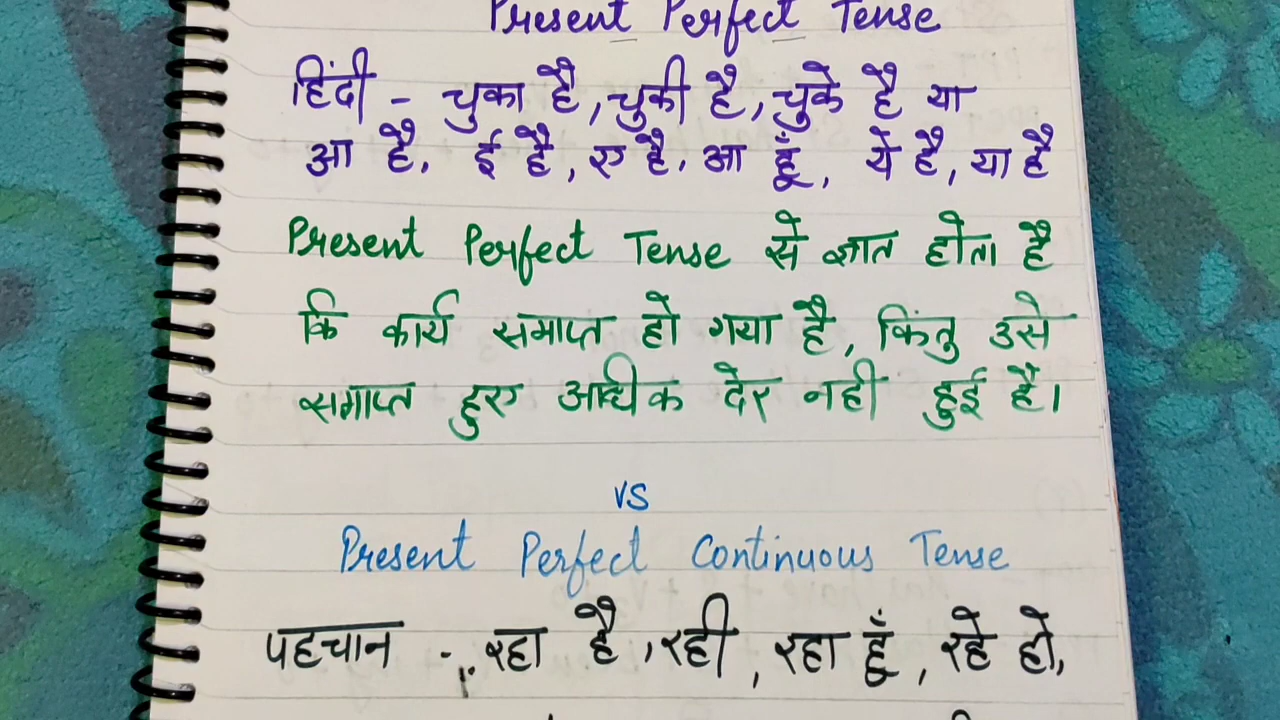 Present Perfect Tense
हिंदी - चुका है, चुकी है, चुके है या
आ है, ई है, ए है, आ हूँ, ये है, या है
Present Perfect Tense से ज्ञात होता है
कि कार्य समाप्त हो गया है, किंतु उसे
समाप्त हुए अधीक देर नही हुई है।
vs
Present Perfect Continuous Tense
पहचान - रहा है, रही, रहा हूँ, रहे हो,